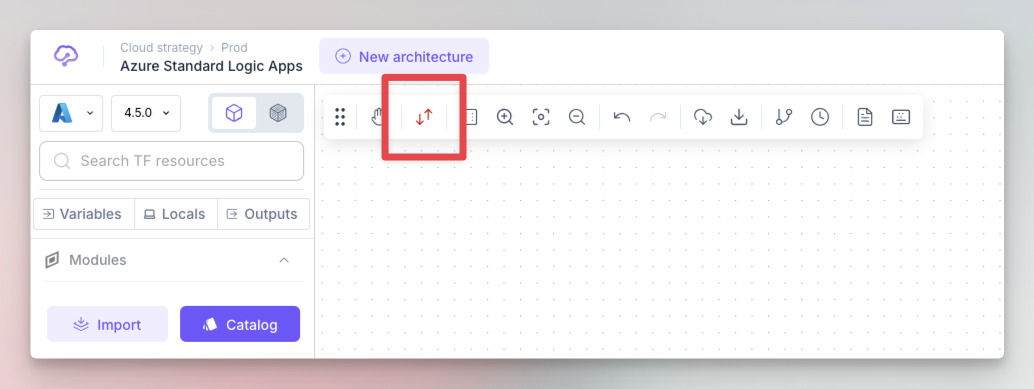 Cloud strategy › Prod
Azure Standard Logic Apps
New architecture
4.5.0
Search TF resources
Variables
Locals
Outputs
Modules
Import
Catalog